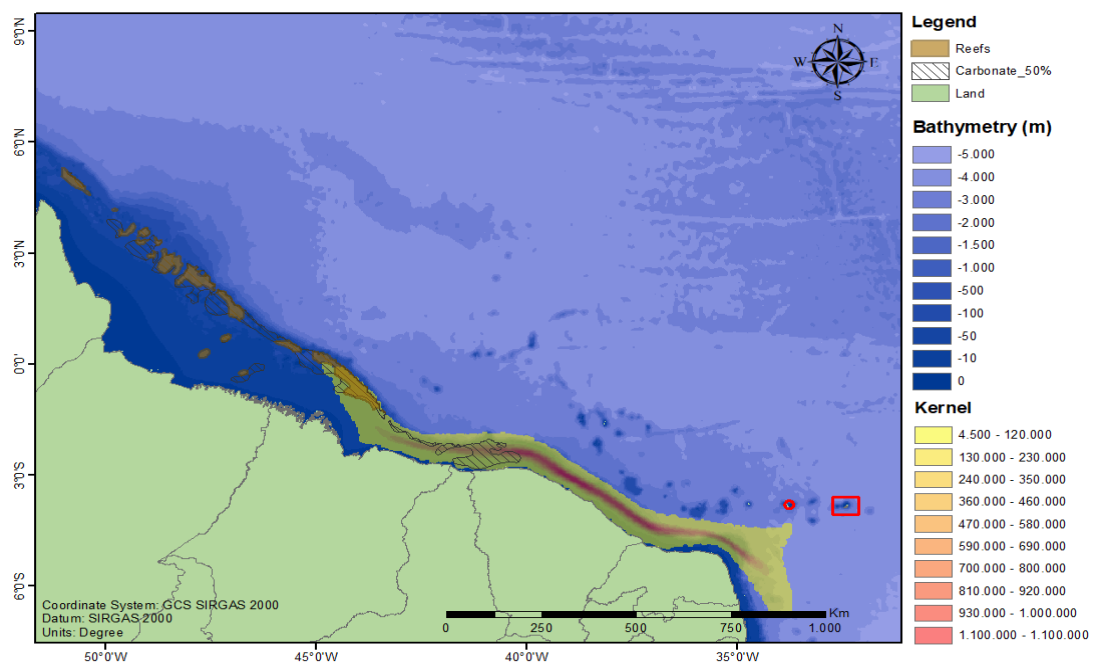 9°0'N
6°0'N
3°0'N
0°0'
3°0'S
6°0'S
50°0'W
45°0'W
40°0'W
35°0'W
N
W
E
S
Coordinate System: GCS SIRGAS 2000
Datum: SIRGAS 2000
Units: Degree
Km
0
250
500
750
1.000
Legend
Reefs
Carbonate_50%
Land
Bathymetry (m)
-5.000
-4.000
-3.000
-2.000
-1.500
-1.000
-500
-100
-50
-10
0
Kernel
4.500 - 120.000
130.000 - 230.000
240.000 - 350.000
360.000 - 460.000
470.000 - 580.000
590.000 - 690.000
700.000 - 800.000
810.000 - 920.000
930.000 - 1.000.000
1.100.000 - 1.100.000